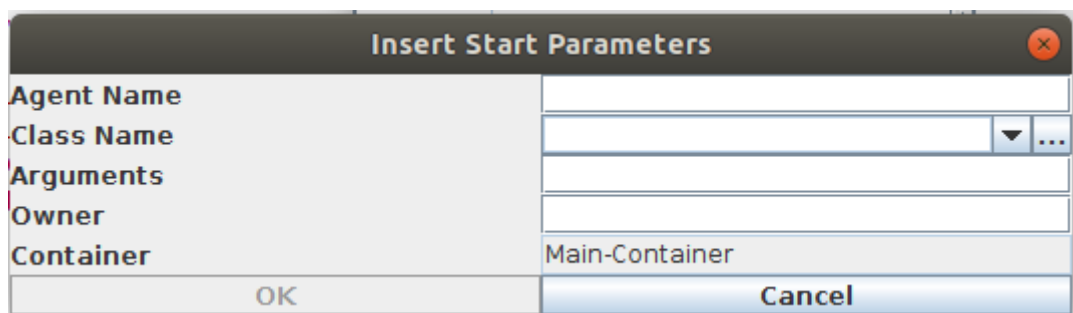 Insert Start Parameters
Agent Name
Class Name
...
Arguments
Owner
Container Main-Container
OK Cancel